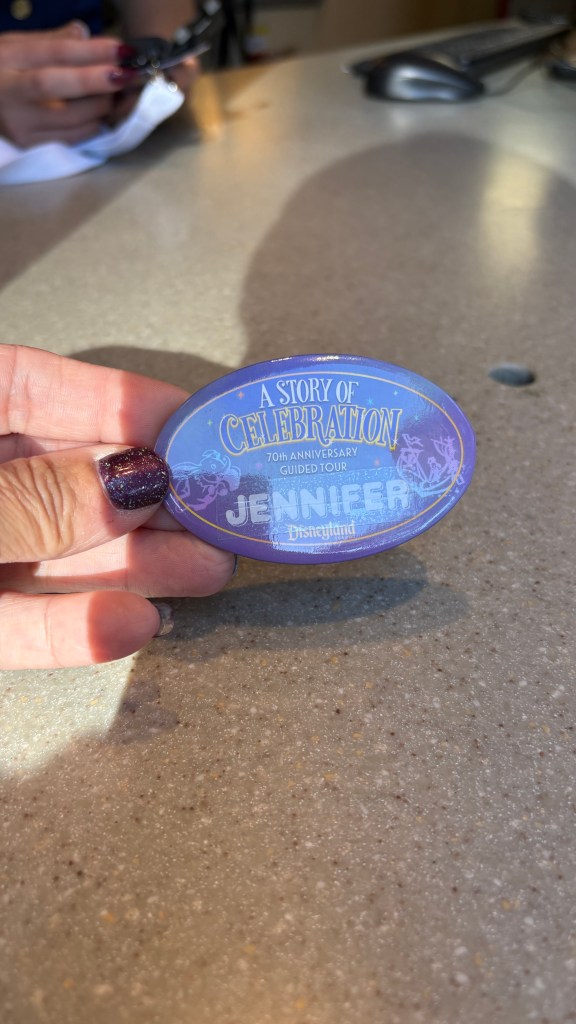 A STORY OF
CELEBRATION
70th ANNIVERSARY
GUIDED TOUR
JENNIFER
Disneyland